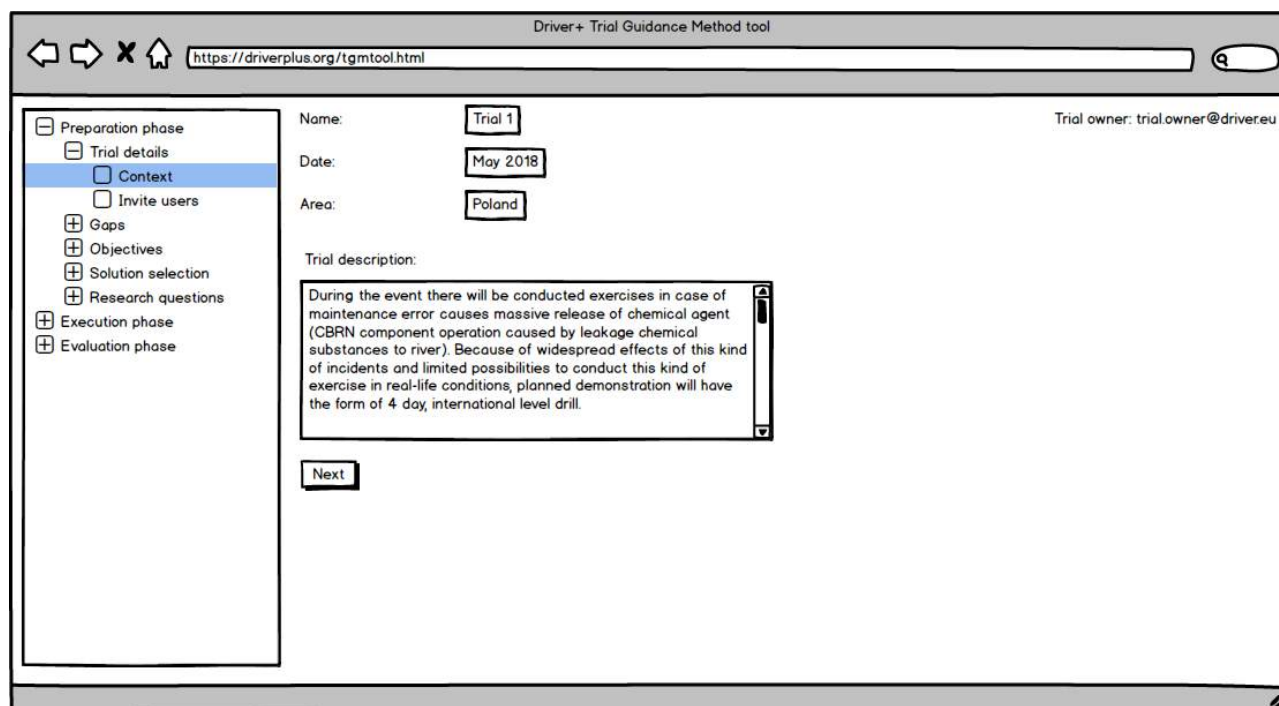 Driver+ Trial Guidance Method tool
https://driverplus.org/tgmtool.html
Preparation phase
Trial details
Context
Invite users
Gaps
Objectives
Solution selection
Research questions
Execution phase
Evaluation phase
Name: Trial 1
Trial owner: trial.owner@driver.eu
Date: May 2018
Area: Poland
Trial description:
During the event there will be conducted exercises in case of
maintenance error causes massive release of chemical agent
(CBRN component operation caused by leakage chemical
substances to river). Because of widespread effects of this kind
of incidents and limited possibilities to conduct this kind of
exercise in real-life conditions, planned demonstration will have
the form of 4 day, international level drill.
Next